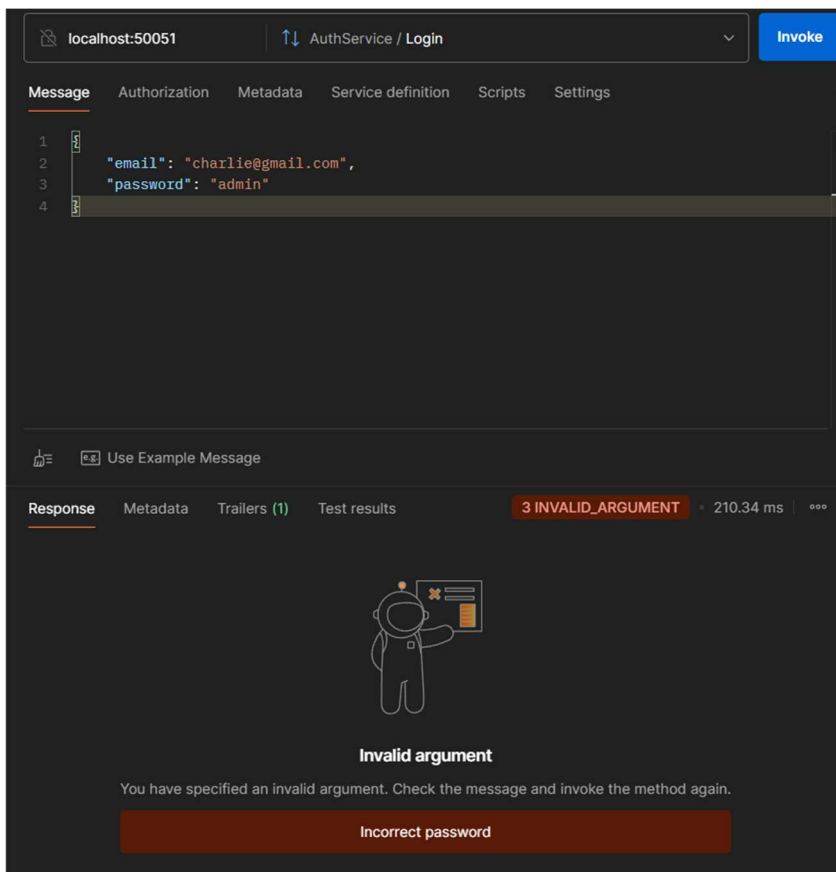 localhost:50051 AuthService / Login Invoke
Message Authorization Metadata Service definition Scripts Settings
1 {
2 "email": "charlie@gmail.com",
3 "password": "admin"
4 }
e.g. Use Example Message
Response Metadata Trailers (1) Test results 3 INVALID_ARGUMENT 210.34 ms
Invalid argument
You have specified an invalid argument. Check the message and invoke the method again.
Incorrect password